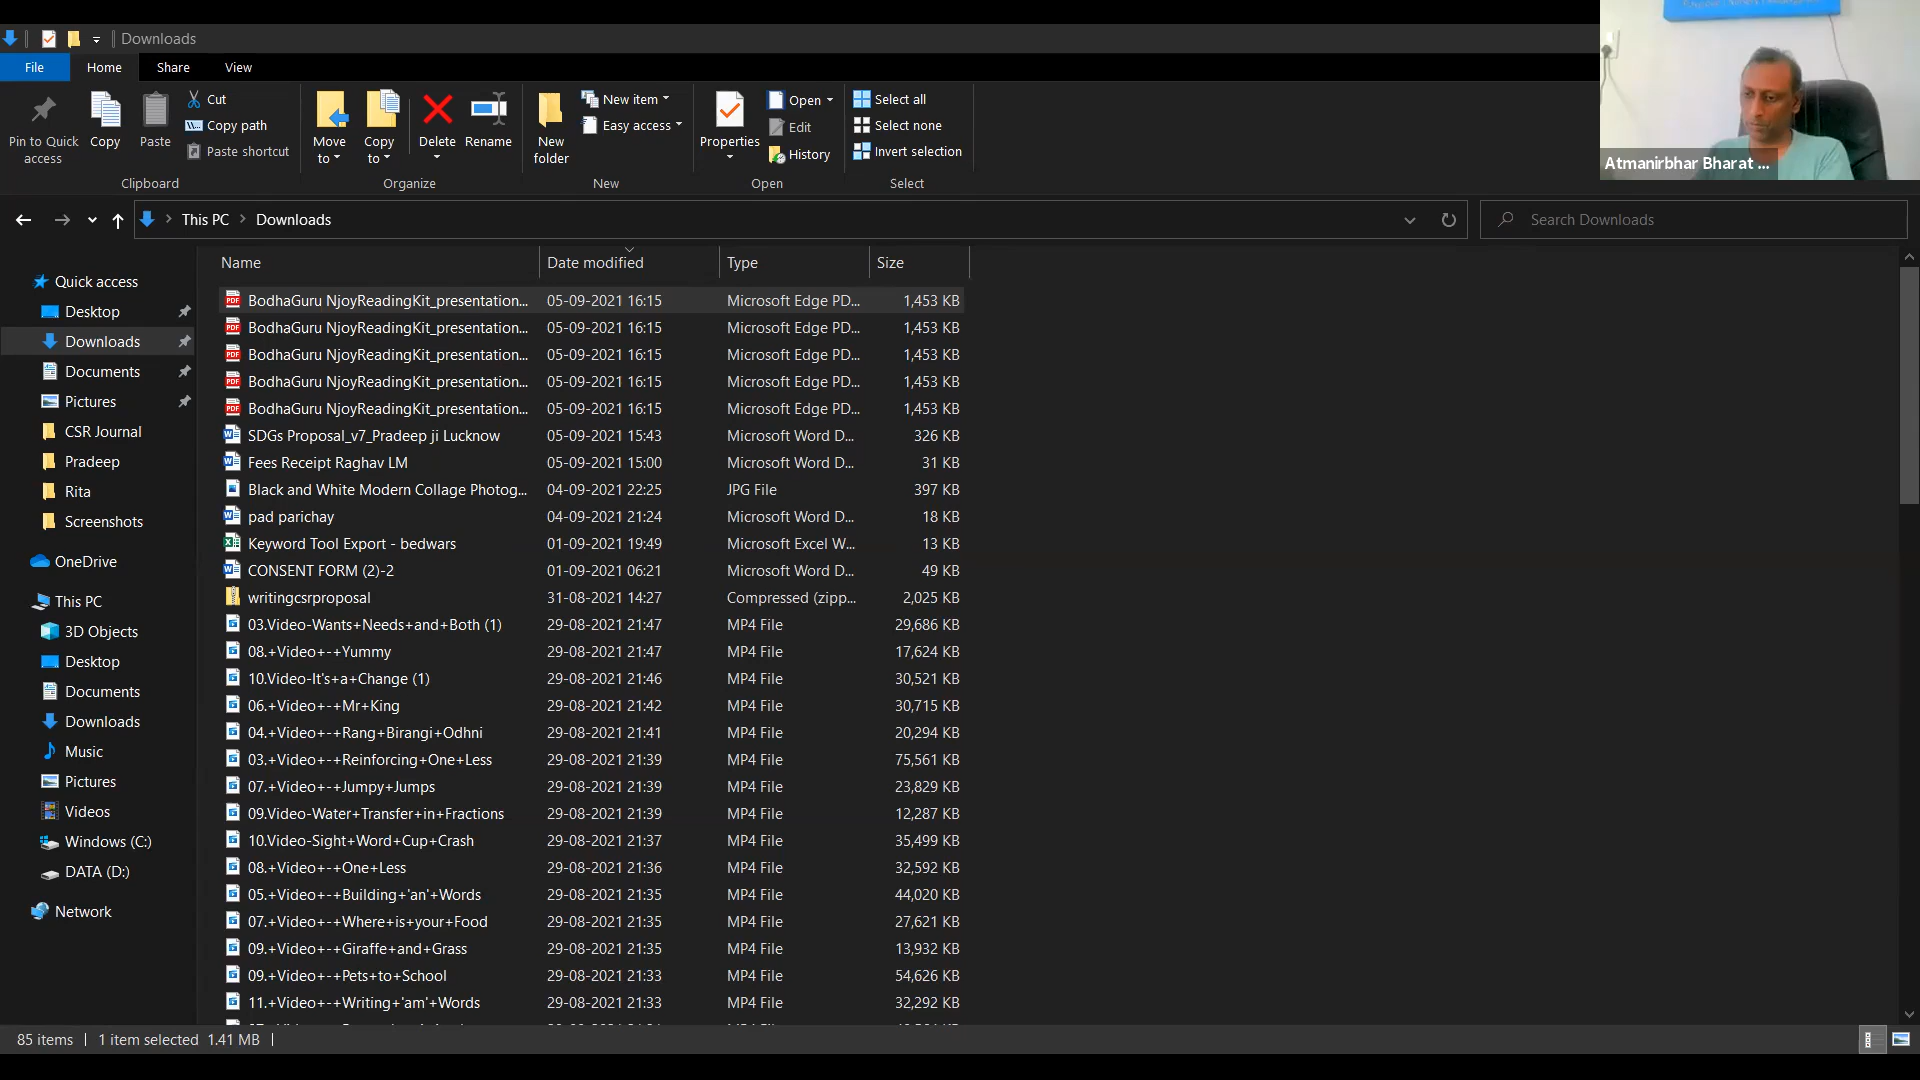 Downloads
File Home Share View
Pin to Quick access
Copy
Paste
Cut
Copy path
Paste shortcut
Clipboard
Move to
Copy to
Delete
Rename
Organize
New folder
New item
Easy access
New
Properties
Open
Edit
History
Open
Select all
Select none
Invert selection
Select
Atmanirbhar Bharat ...
This PC > Downloads
Search Downloads
Quick access
Desktop
Downloads
Documents
Pictures
CSR Journal
Pradeep
Rita
Screenshots
OneDrive
This PC
3D Objects
Desktop
Documents
Downloads
Music
Pictures
Videos
Windows (C:)
DATA (D:)
Network
Name Date modified Type Size
BodhaGuru NjoyReadingKit_presentation... 05-09-2021 16:15 Microsoft Edge PD... 1,453 KB
BodhaGuru NjoyReadingKit_presentation... 05-09-2021 16:15 Microsoft Edge PD... 1,453 KB
BodhaGuru NjoyReadingKit_presentation... 05-09-2021 16:15 Microsoft Edge PD... 1,453 KB
BodhaGuru NjoyReadingKit_presentation... 05-09-2021 16:15 Microsoft Edge PD... 1,453 KB
BodhaGuru NjoyReadingKit_presentation... 05-09-2021 16:15 Microsoft Edge PD... 1,453 KB
SDGs Proposal_v7_Pradeep ji Lucknow 05-09-2021 15:43 Microsoft Word D... 326 KB
Fees Receipt Raghav LM 05-09-2021 15:00 Microsoft Word D... 31 KB
Black and White Modern Collage Photog... 04-09-2021 22:25 JPG File 397 KB
pad parichay 04-09-2021 21:24 Microsoft Word D... 18 KB
Keyword Tool Export - bedwars 01-09-2021 19:49 Microsoft Excel W... 13 KB
CONSENT FORM (2)-2 01-09-2021 06:21 Microsoft Word D... 49 KB
writingcsrproposal 31-08-2021 14:27 Compressed (zipp... 2,025 KB
03.Video-Wants+Needs+and+Both (1) 29-08-2021 21:47 MP4 File 29,686 KB
08.+Video+-+Yummy 29-08-2021 21:47 MP4 File 17,624 KB
10.Video-It's+a+Change (1) 29-08-2021 21:46 MP4 File 30,521 KB
06.+Video+-+Mr+King 29-08-2021 21:42 MP4 File 30,715 KB
04.+Video+-+Rang+Birangi+Odhni 29-08-2021 21:41 MP4 File 20,294 KB
03.+Video+-+Reinforcing+One+Less 29-08-2021 21:39 MP4 File 75,561 KB
07.+Video+-+Jumpy+Jumps 29-08-2021 21:39 MP4 File 23,829 KB
09.Video-Water+Transfer+in+Fractions 29-08-2021 21:39 MP4 File 12,287 KB
10.Video-Sight+Word+Cup+Crash 29-08-2021 21:37 MP4 File 35,499 KB
08.+Video+-+One+Less 29-08-2021 21:36 MP4 File 32,592 KB
05.+Video+-+Building+'an'+Words 29-08-2021 21:35 MP4 File 44,020 KB
07.+Video+-+Where+is+your+Food 29-08-2021 21:35 MP4 File 27,621 KB
09.+Video+-+Giraffe+and+Grass 29-08-2021 21:35 MP4 File 13,932 KB
09.+Video+-+Pets+to+School 29-08-2021 21:33 MP4 File 54,626 KB
11.+Video+-+Writing+'am'+Words 29-08-2021 21:33 MP4 File 32,292 KB
85 items 1 item selected 1.41 MB